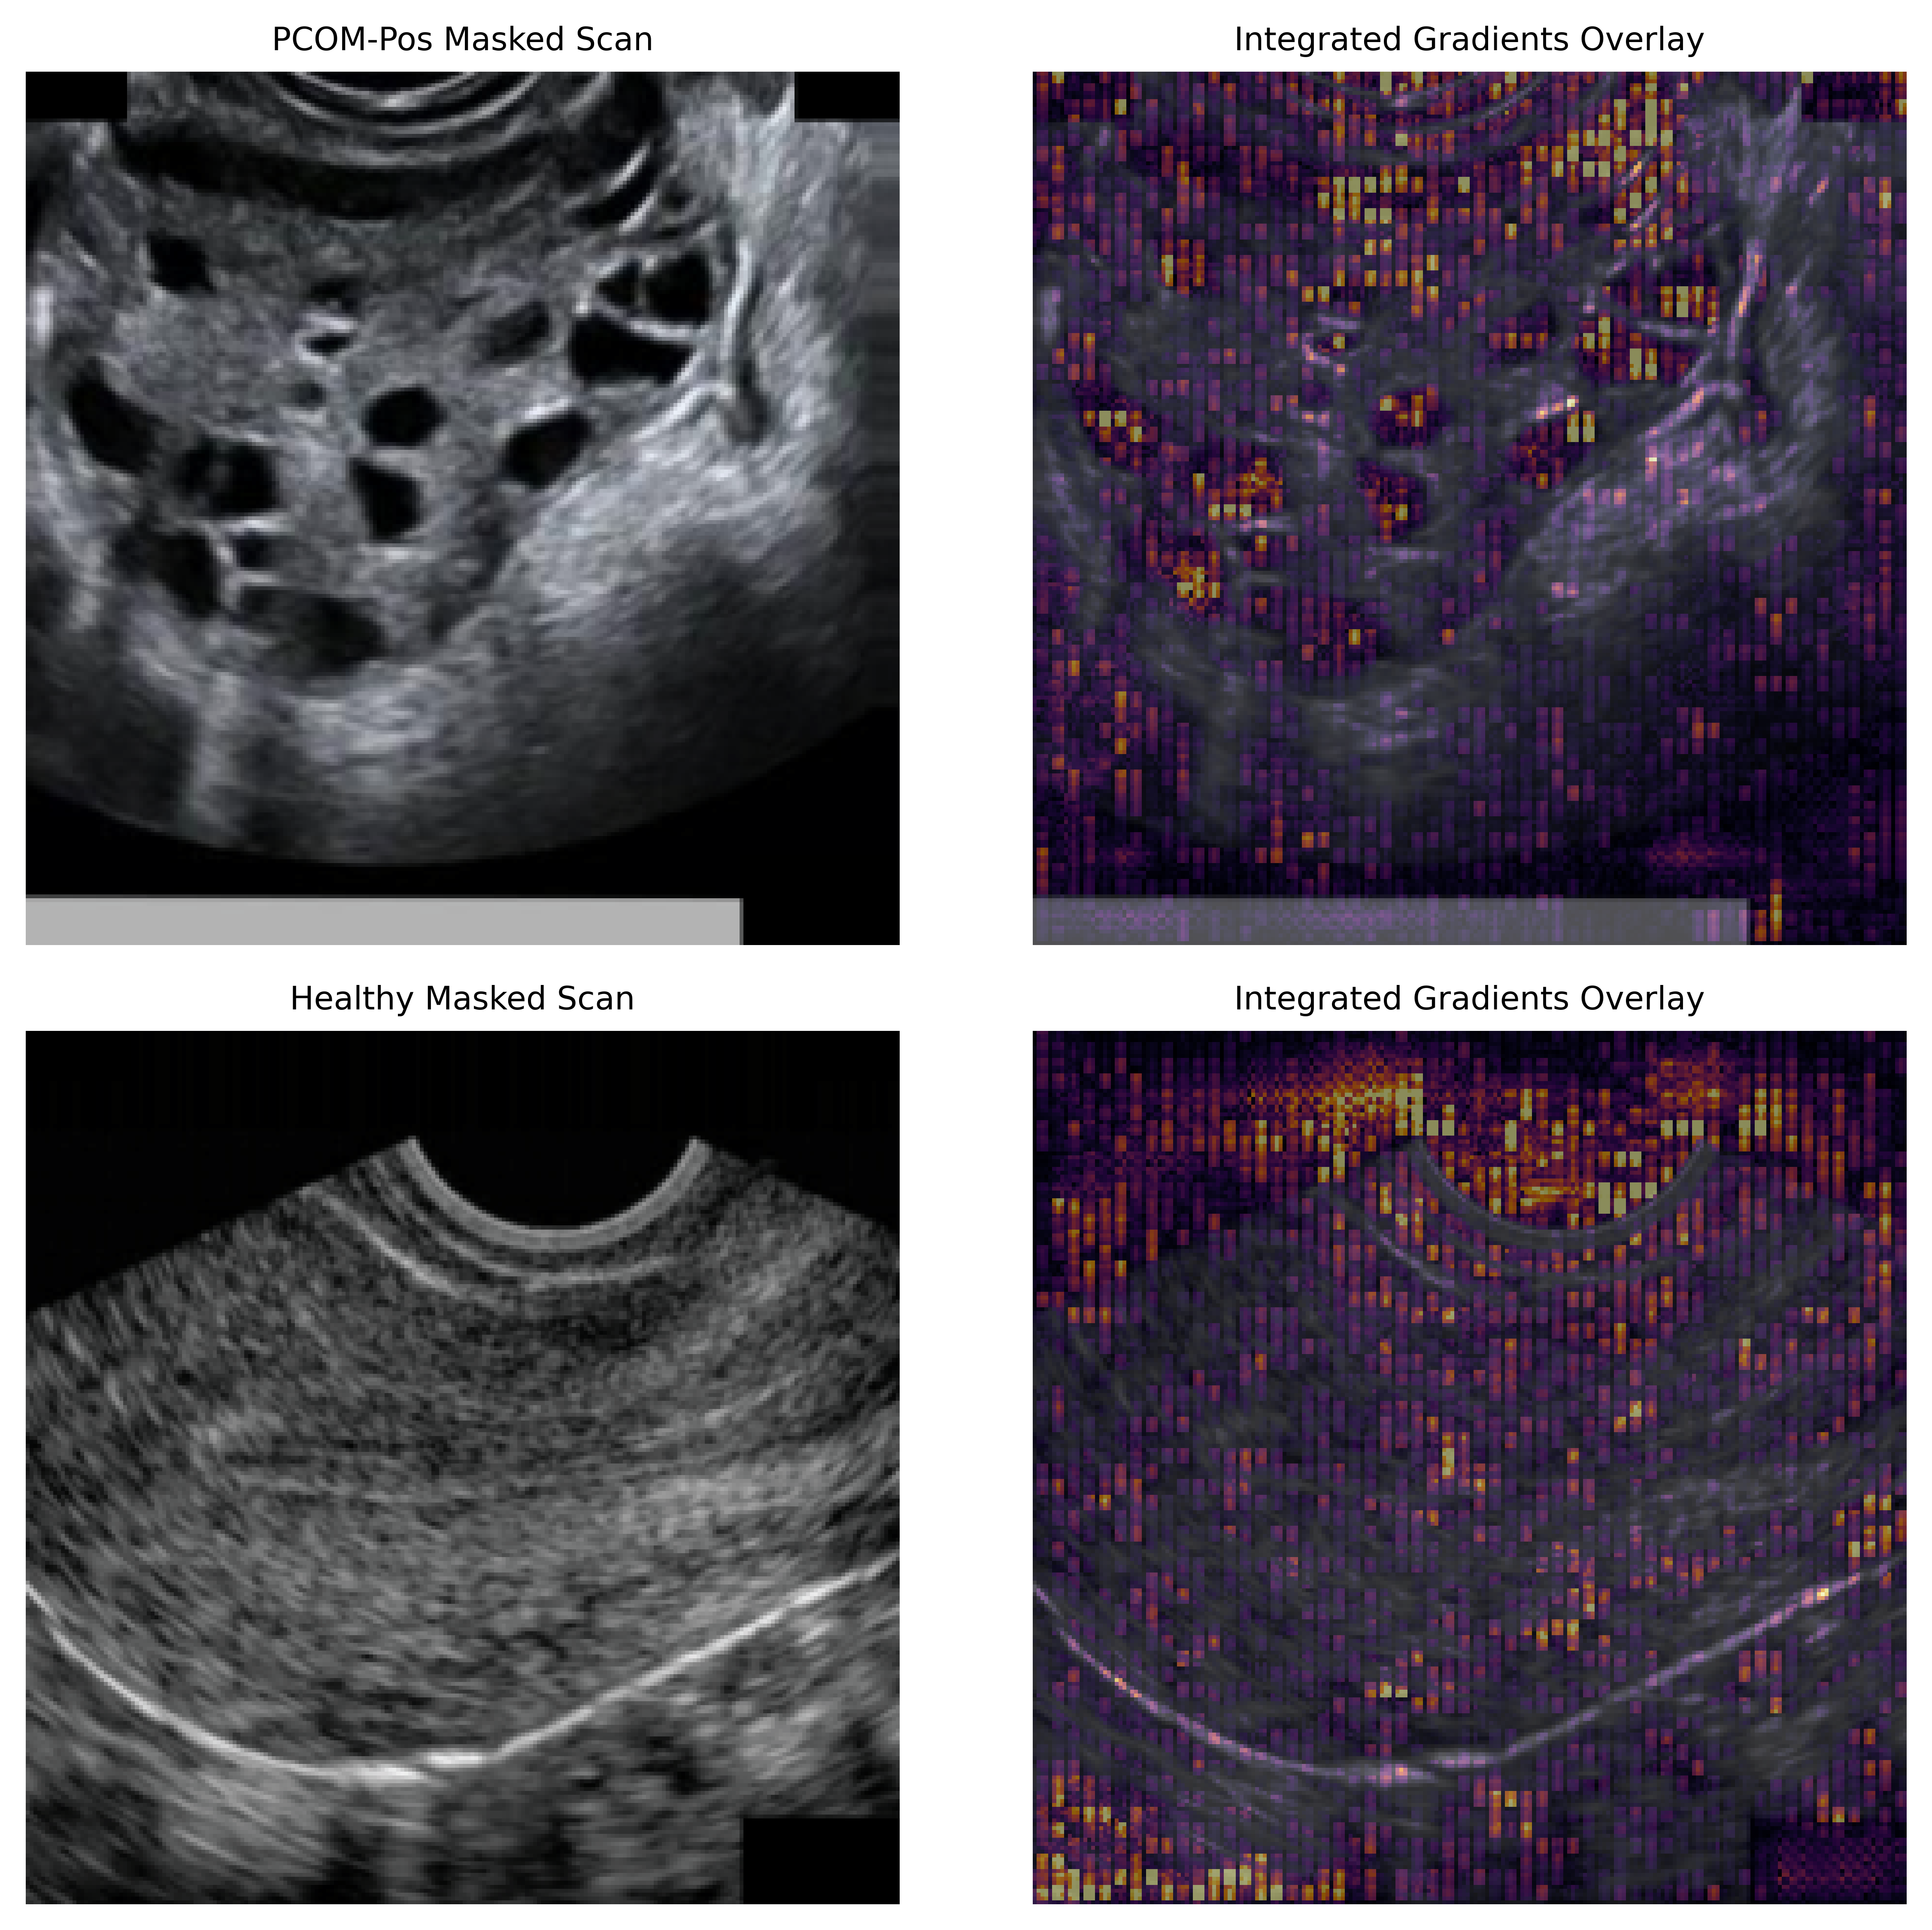 PCOM-Pos Masked Scan
Integrated Gradients Overlay
Healthy Masked Scan
Integrated Gradients Overlay